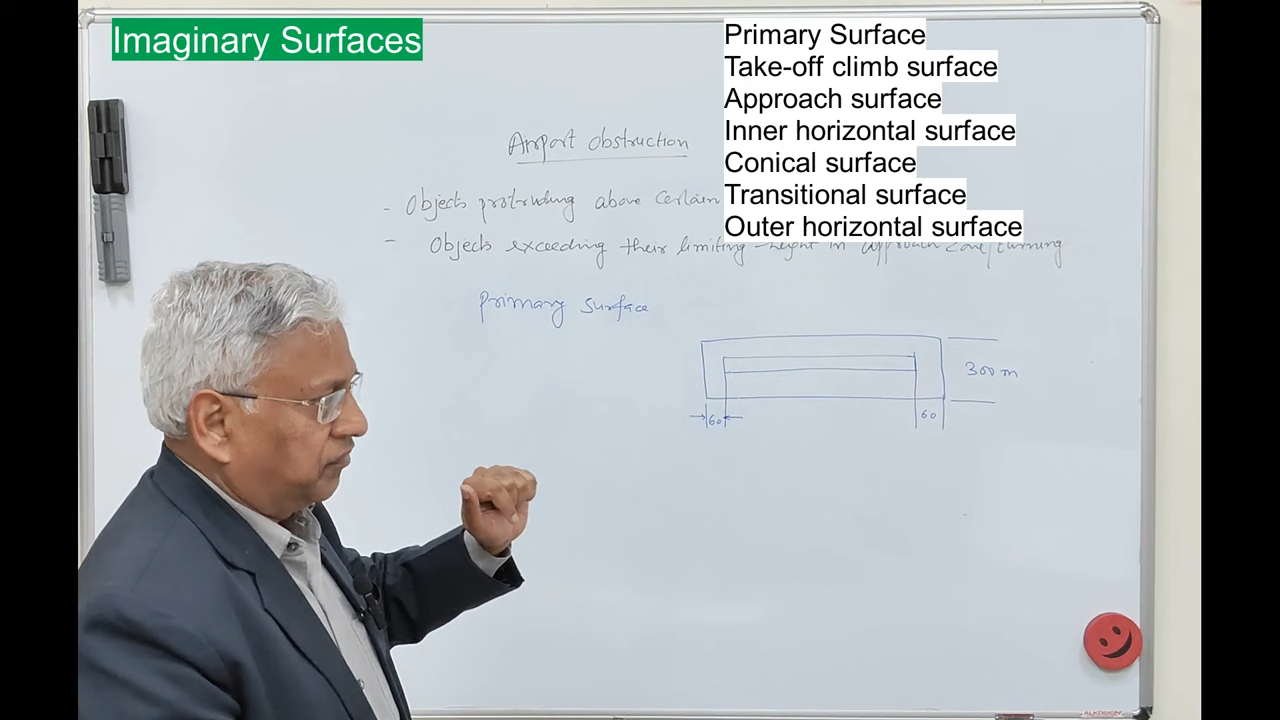 Imaginary Surfaces
Primary Surface
Take-off climb surface
Approach surface
Inner horizontal surface
Conical surface
Transitional surface
Outer horizontal surface
Airport obstruction
- Objects protruding above certain
- Objects exceeding their limiting height in approach zone/turning
Primary surface
300 m
60
60